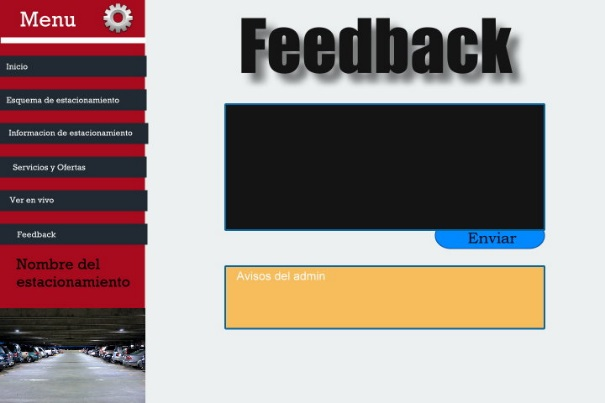 Menu
Feedback
Inicio
Esquema de estacionamiento
Informacion de estacionamiento
Servicios y Ofertas
Ver en vivo
Feedback
Enviar
Nombre del
estacionamiento
Avisos del admin